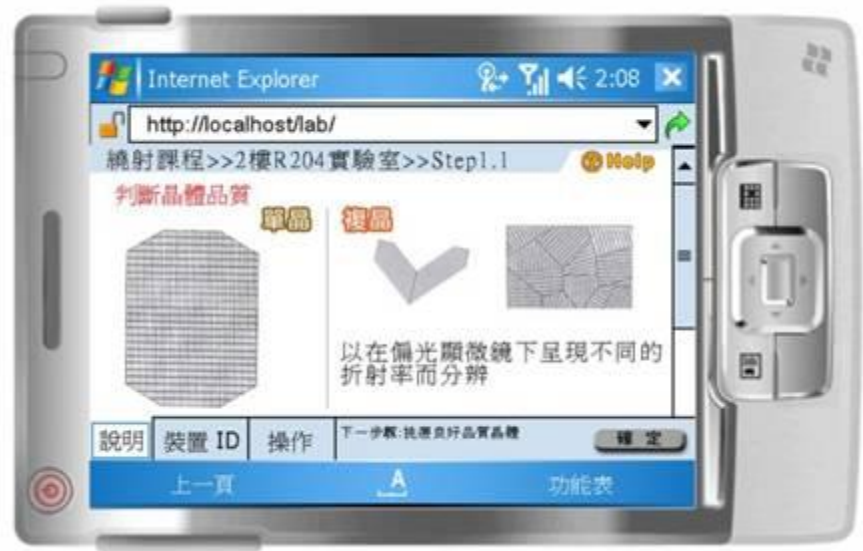 Internet Explorer 2:08
http://localhost/lab/
繞射課程>>2樓R204實驗室>>Step1.1 Help
判斷晶體品質
單晶 複晶
以在偏光顯微鏡下呈現不同的
折射率而分辨
說明 裝置 ID 操作 下一步驟:挑選良好品質晶體 確 定
上一頁 A 功能表